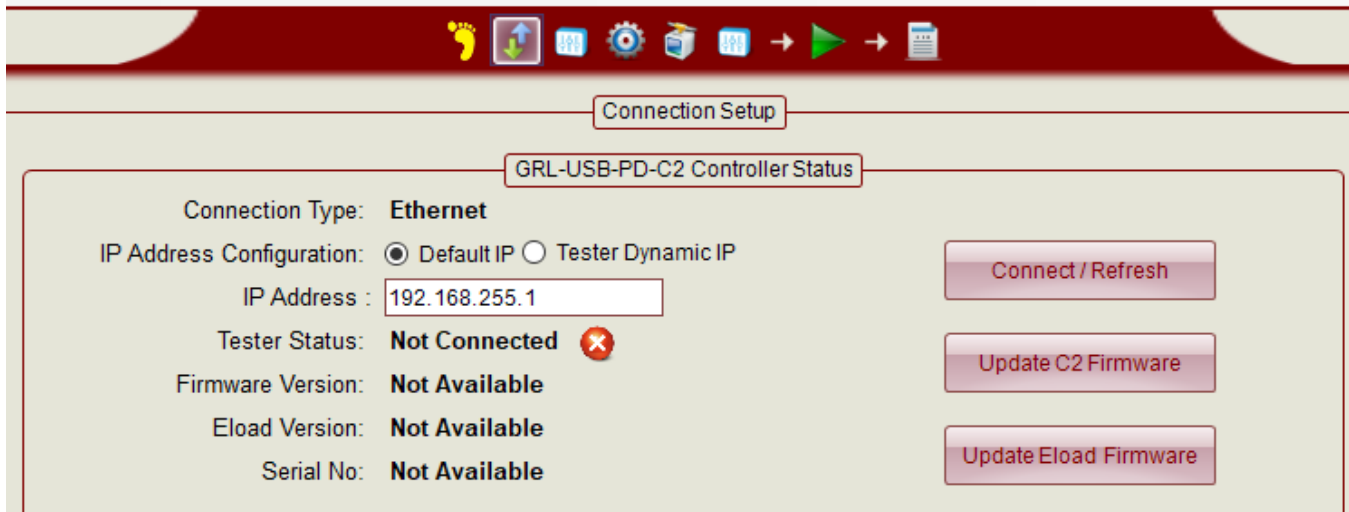 Connection Setup
GRL-USB-PD-C2 Controller Status
Connection Type: Ethernet
IP Address Configuration: Default IP Tester Dynamic IP
Connect / Refresh
IP Address : 192.168.255.1
Tester Status: Not Connected
Update C2 Firmware
Firmware Version: Not Available
Eload Version: Not Available
Update Eload Firmware
Serial No: Not Available